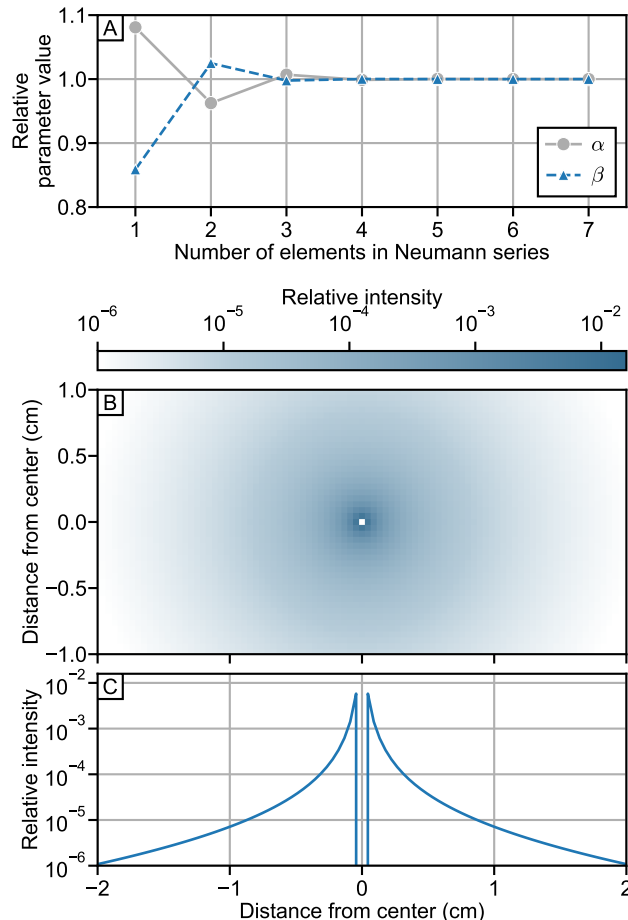 A
1.1
1.0
0.9
0.8
Relative
parameter value
α
β
1 2 3 4 5 6 7
Number of elements in Neumann series
Relative intensity
10⁻⁶ 10⁻⁵ 10⁻⁴ 10⁻³ 10⁻²
B
1.0
0.5
0.0
−0.5
−1.0
Distance from center (cm)
C
10⁻²
10⁻³
10⁻⁴
10⁻⁵
10⁻⁶
Relative intensity
−2 −1 0 1 2
Distance from center (cm)